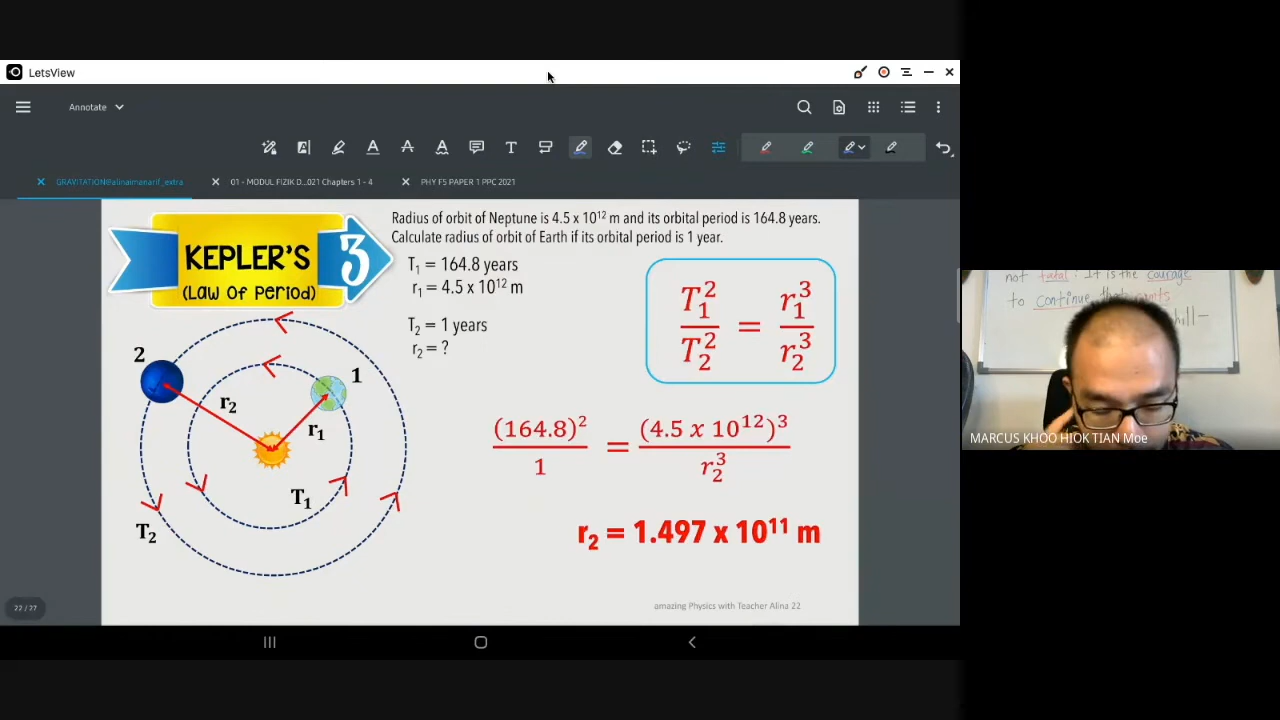 LetsView
Annotate
GRAVITATION@alinaimanarif_extra
01 - MODUL FIZIK D...021 Chapters 1 - 4
PHY F5 PAPER 1 PPC 2021
KEPLER'S 3
(Law Of Period)
Radius of orbit of Neptune is 4.5 x 10¹² m and its orbital period is 164.8 years.
Calculate radius of orbit of Earth if its orbital period is 1 year.
T₁ = 164.8 years
r₁ = 4.5 x 10¹² m
T₂ = 1 years
r₂ = ?
T₁²/T₂² = r₁³/r₂³
2
1
r₂
r₁
T₁
T₂
(164.8)²/1 = (4.5 x 10¹²)³/r₂³
r₂ = 1.497 x 10¹¹ m
amazing Physics with Teacher Alina 22
22 / 27
not fatal : It is the courage
to continue that
MARCUS KHOO HIOK TIAN Moe